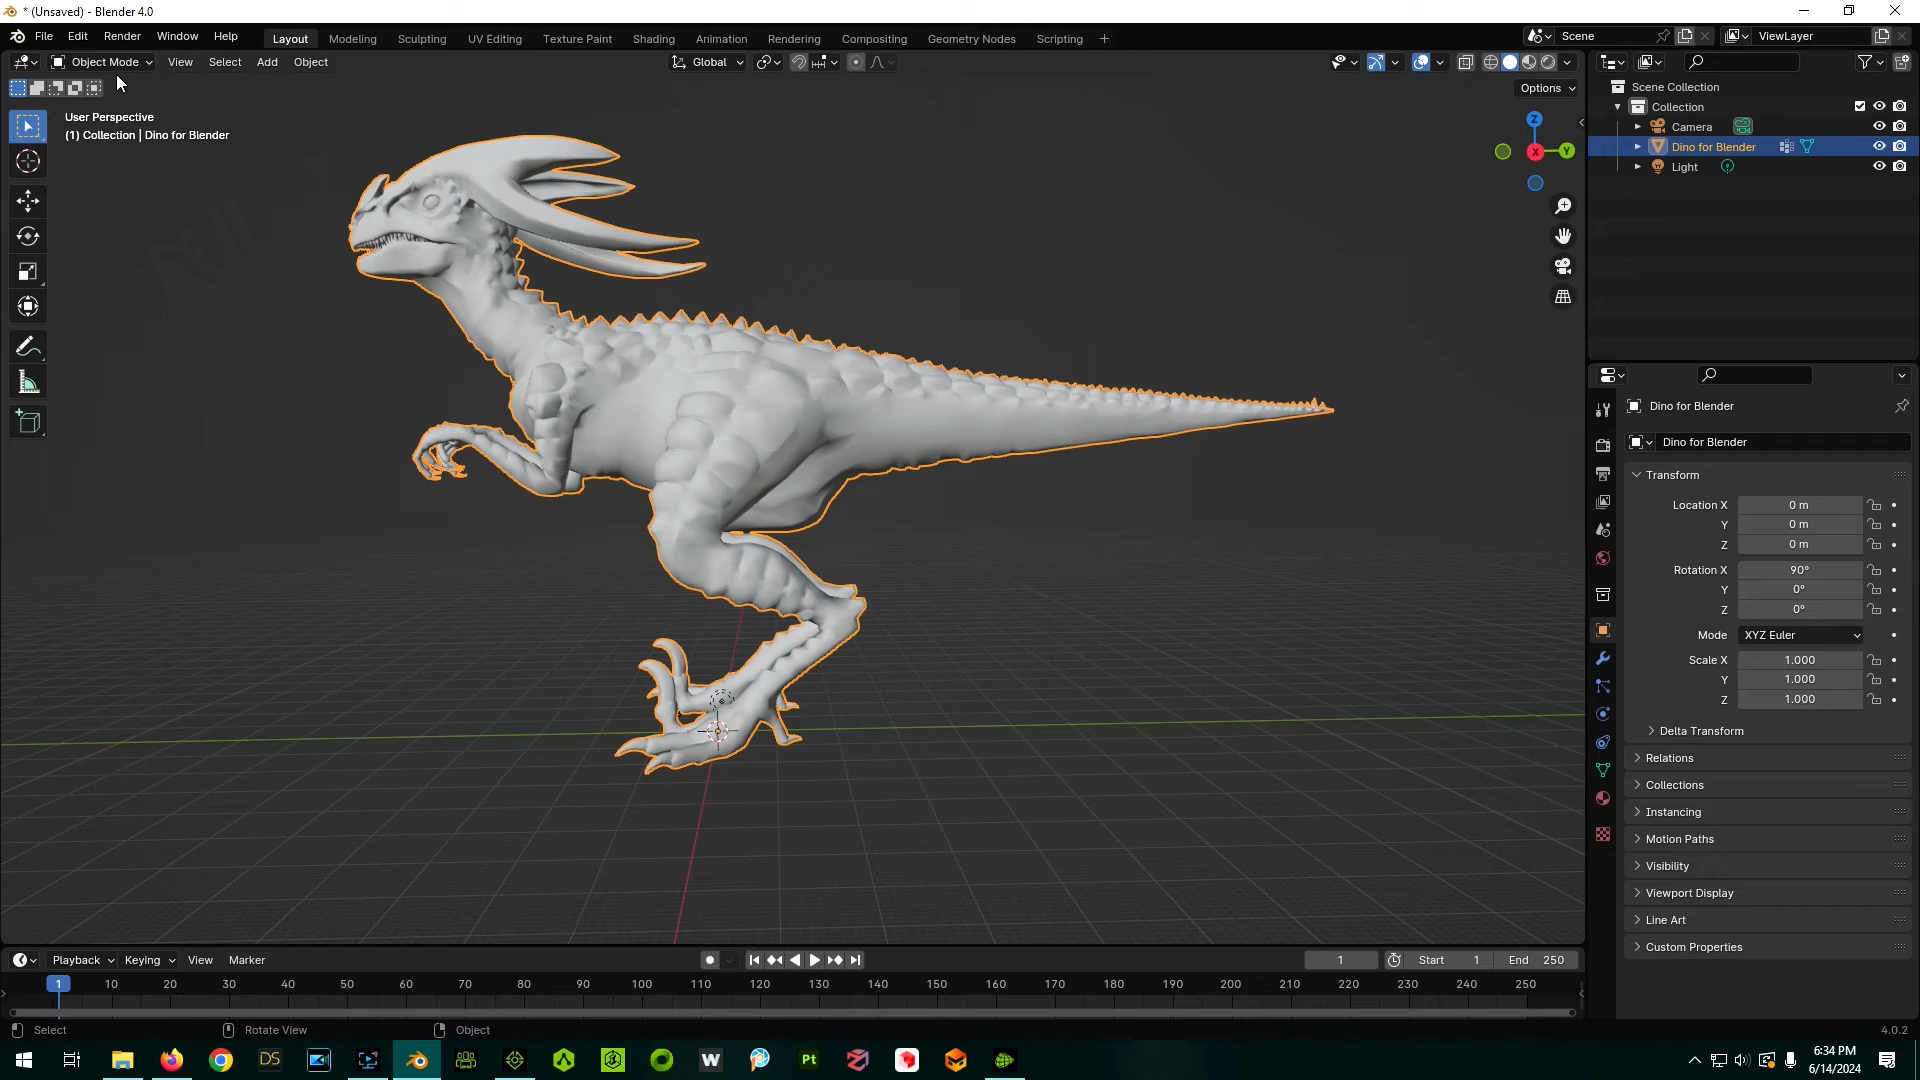 * (Unsaved) - Blender 4.0
File Edit Render Window Help
Layout Modeling Sculpting UV Editing Texture Paint Shading Animation Rendering Compositing Geometry Nodes Scripting +
Scene
ViewLayer
Object Mode View Select Add Object
Global
Options
User Perspective
(1) Collection | Dino for Blender
Z
X
Y
Scene Collection
Collection
Camera
Dino for Blender
Light
Dino for Blender
Dino for Blender
Transform
Location X 0 m
Y 0 m
Z 0 m
Rotation X 90°
Y 0°
Z 0°
Mode XYZ Euler
Scale X 1.000
Y 1.000
Z 1.000
Delta Transform
Relations
Collections
Instancing
Motion Paths
Visibility
Viewport Display
Line Art
Custom Properties
Playback Keying View Marker
1 Start 1 End 250
1 10 20 30 40 50 60 70 80 90 100 110 120 130 140 150 160 170 180 190 200 210 220 230 240 250
Select Rotate View Object
4.0.2
DS
W
Pt
6:34 PM
6/14/2024